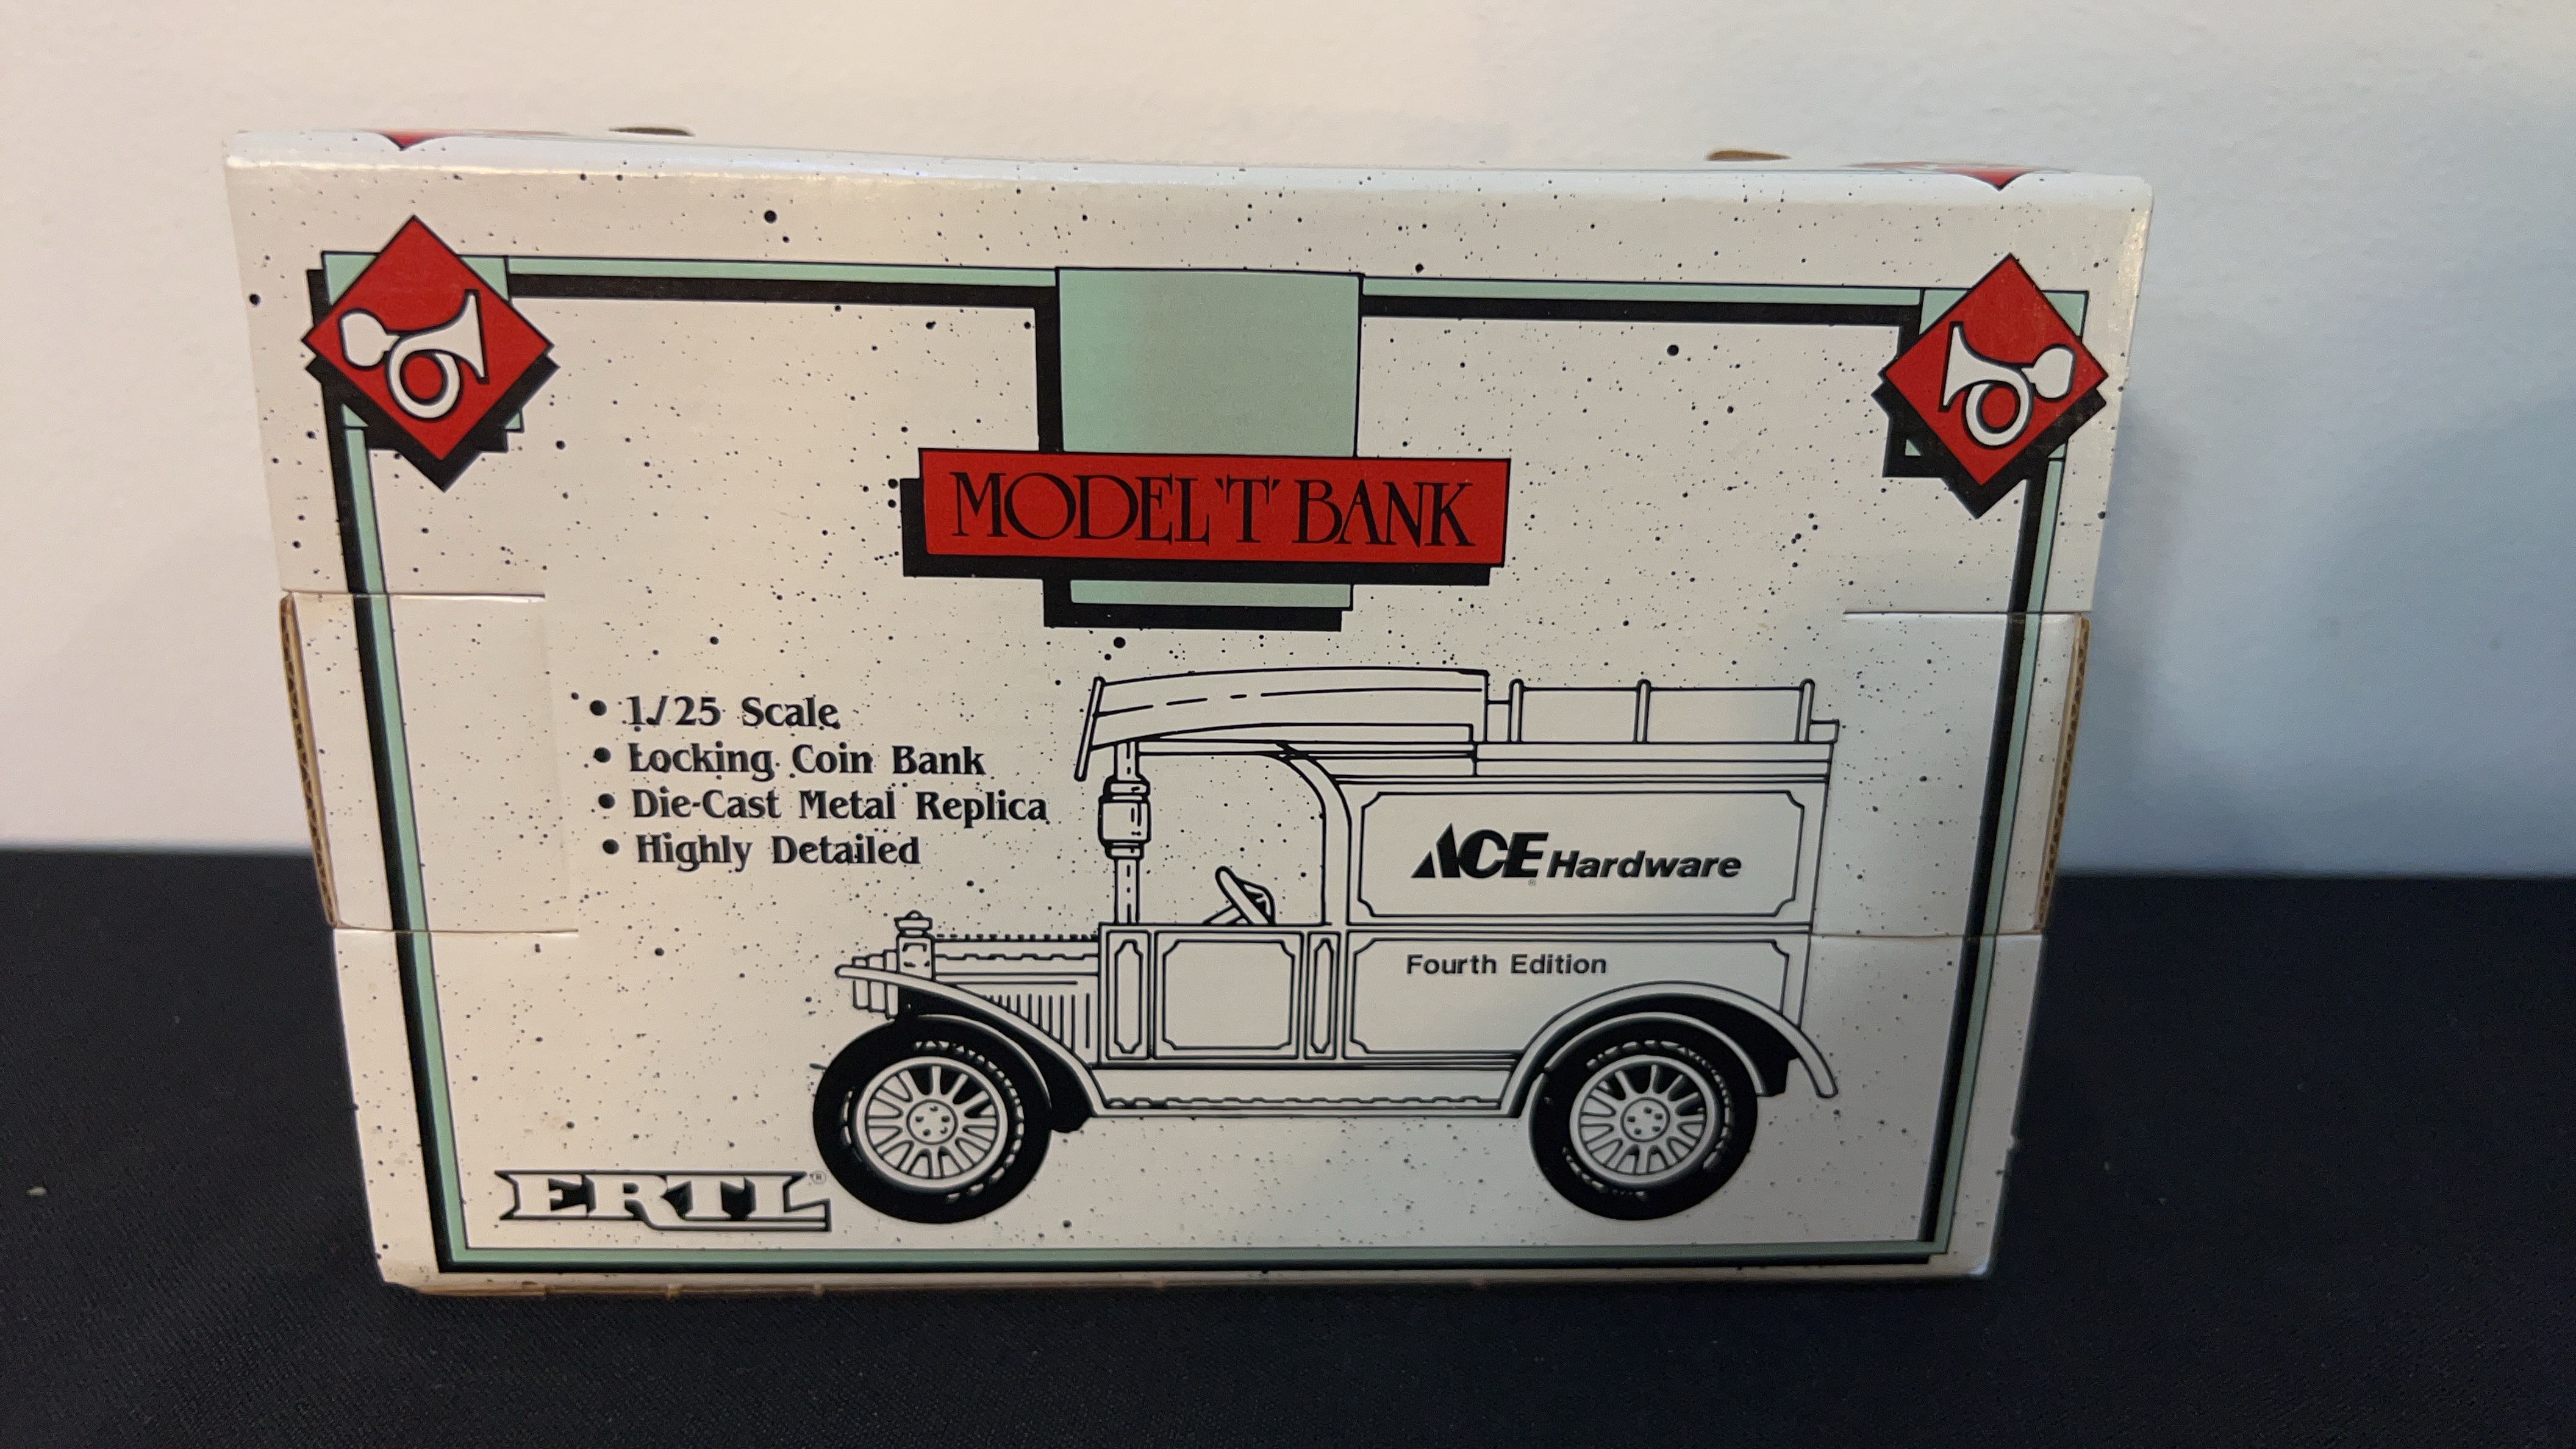 MODEL 'T' BANK
• 1/25 Scale
• Locking Coin Bank
• Die-Cast Metal Replica
• Highly Detailed
ACE® Hardware
Fourth Edition
ERTL®